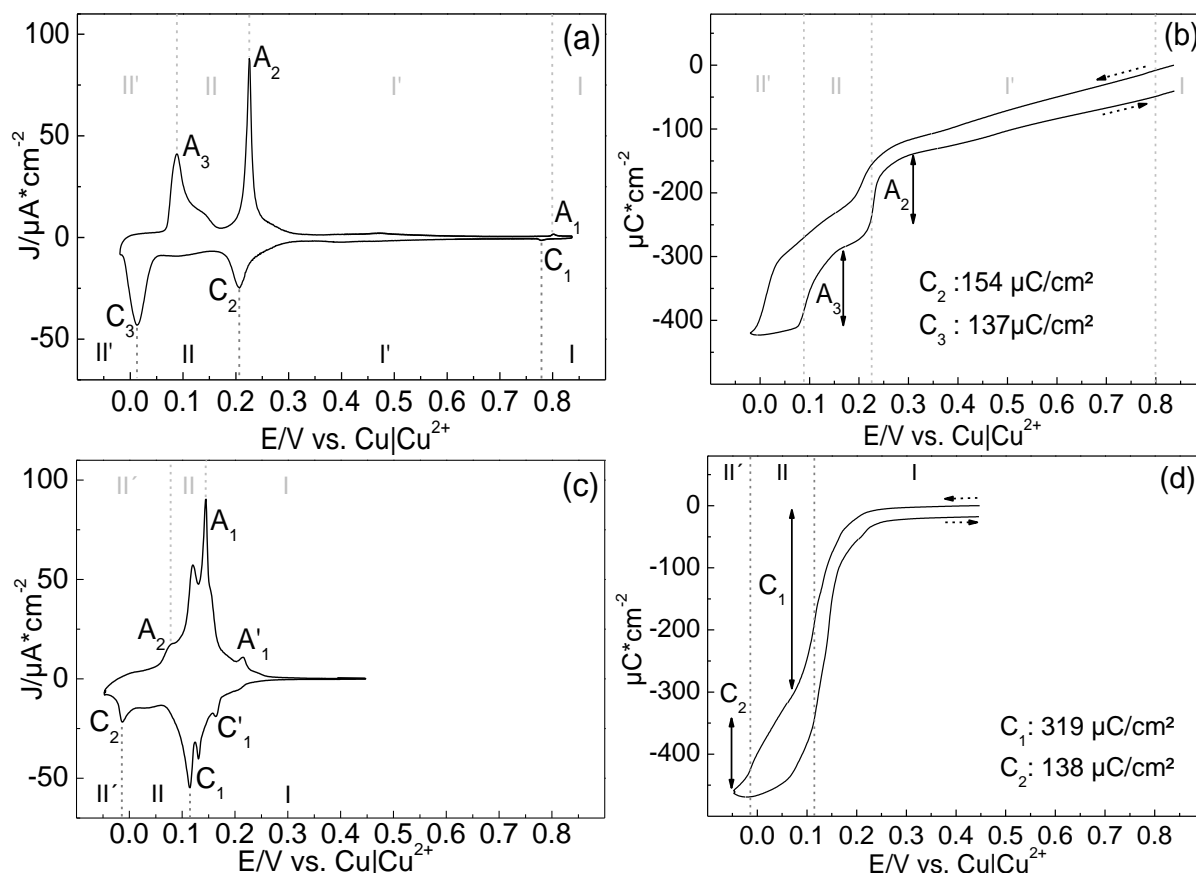 (a)
100
50
0
-50
J/µA*cm⁻²
II' II I' I
A₃
A₂
A₁
C₃
C₂
C₁
II' II I' I
0.0 0.1 0.2 0.3 0.4 0.5 0.6 0.7 0.8
E/V vs. Cu|Cu²⁺
(b)
0
-100
-200
-300
-400
µC*cm⁻²
II' II I' I
A₂
A₃
C₂ :154 µC/cm²
C₃ : 137µC/cm²
0.0 0.1 0.2 0.3 0.4 0.5 0.6 0.7 0.8
E/V vs. Cu|Cu²⁺
(c)
100
50
0
-50
J/µA*cm⁻²
II´ II I
A₁
A₂
A'₁
C₂
C'₁
C₁
II´ II I
0.0 0.1 0.2 0.3 0.4 0.5 0.6 0.7 0.8
E/V vs. Cu|Cu²⁺
(d)
0
-100
-200
-300
-400
µC*cm⁻²
II´ II I
C₁
C₂
C₁: 319 µC/cm²
C₂: 138 µC/cm²
0.0 0.1 0.2 0.3 0.4 0.5 0.6 0.7 0.8
E/V vs. Cu|Cu²⁺